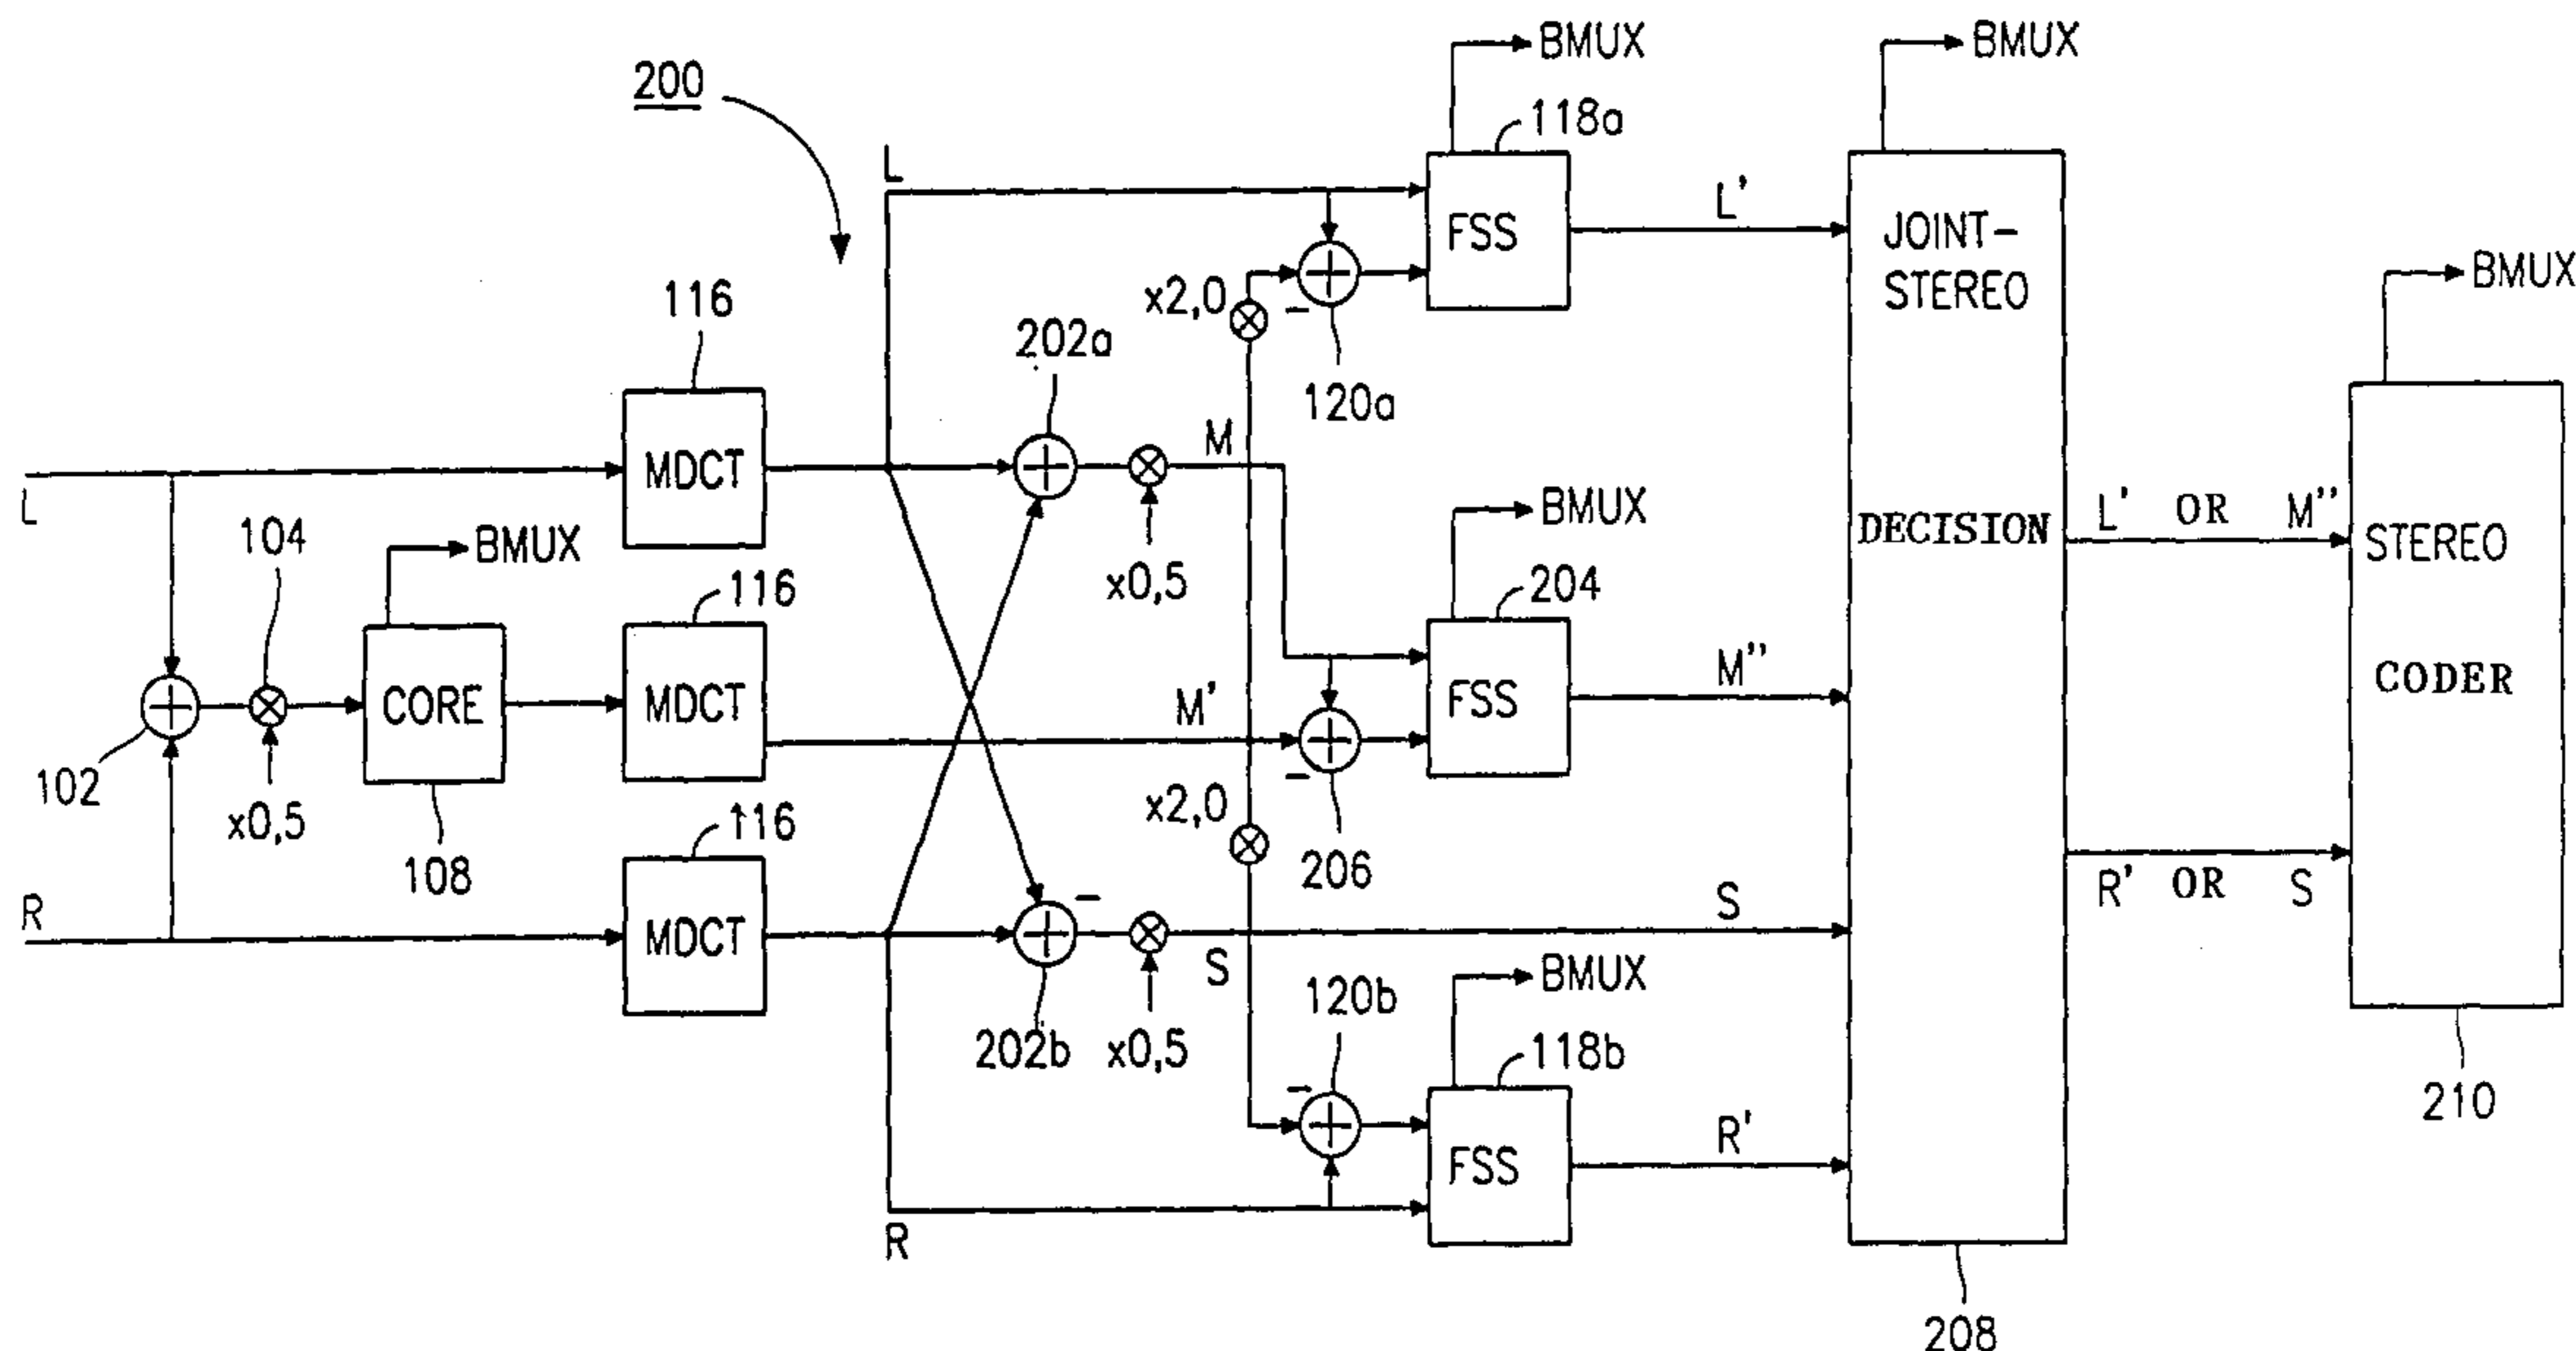 BMUX
BMUX
200
118a
L
FSS
L'
JOINT-
STEREO
DECISION
BMUX
x2,0
116
202a
120a
MDCT
M
L
104
BMUX
x0,5
BMUX
204
L' OR M''
STEREO
CODER
116
CORE
MDCT
M'
FSS
M''
102
x0,5
108
116
x2,0
206
R
MDCT
-
-
-
-
S
S
R' OR S
202b
x0,5
120b
BMUX
118b
FSS
R'
R
210
208